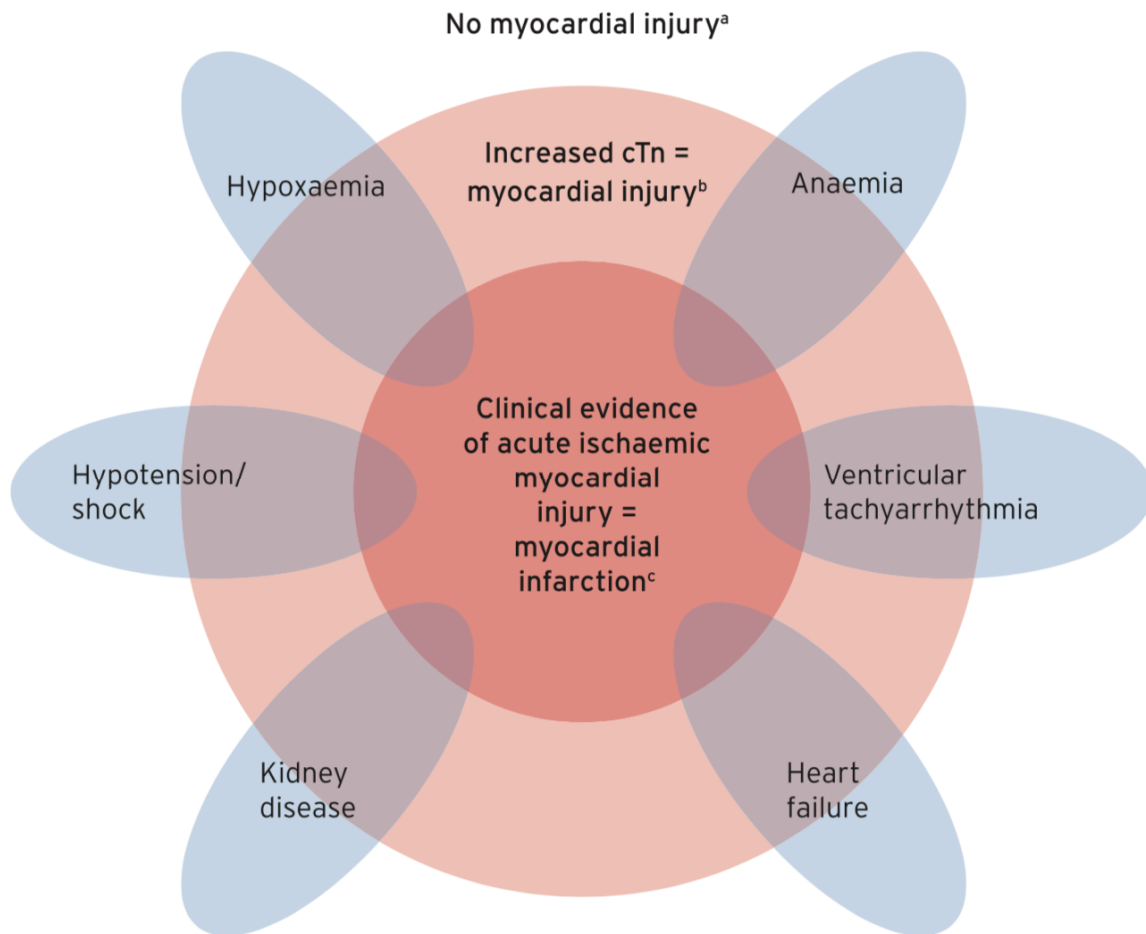 No myocardial injuryᵃ
Increased cTn =
myocardial injuryᵇ
Hypoxaemia
Anaemia
Clinical evidence
of acute ischaemic
myocardial
injury =
myocardial
infarctionᶜ
Hypotension/
shock
Ventricular
tachyarrhythmia
Kidney
disease
Heart
failure